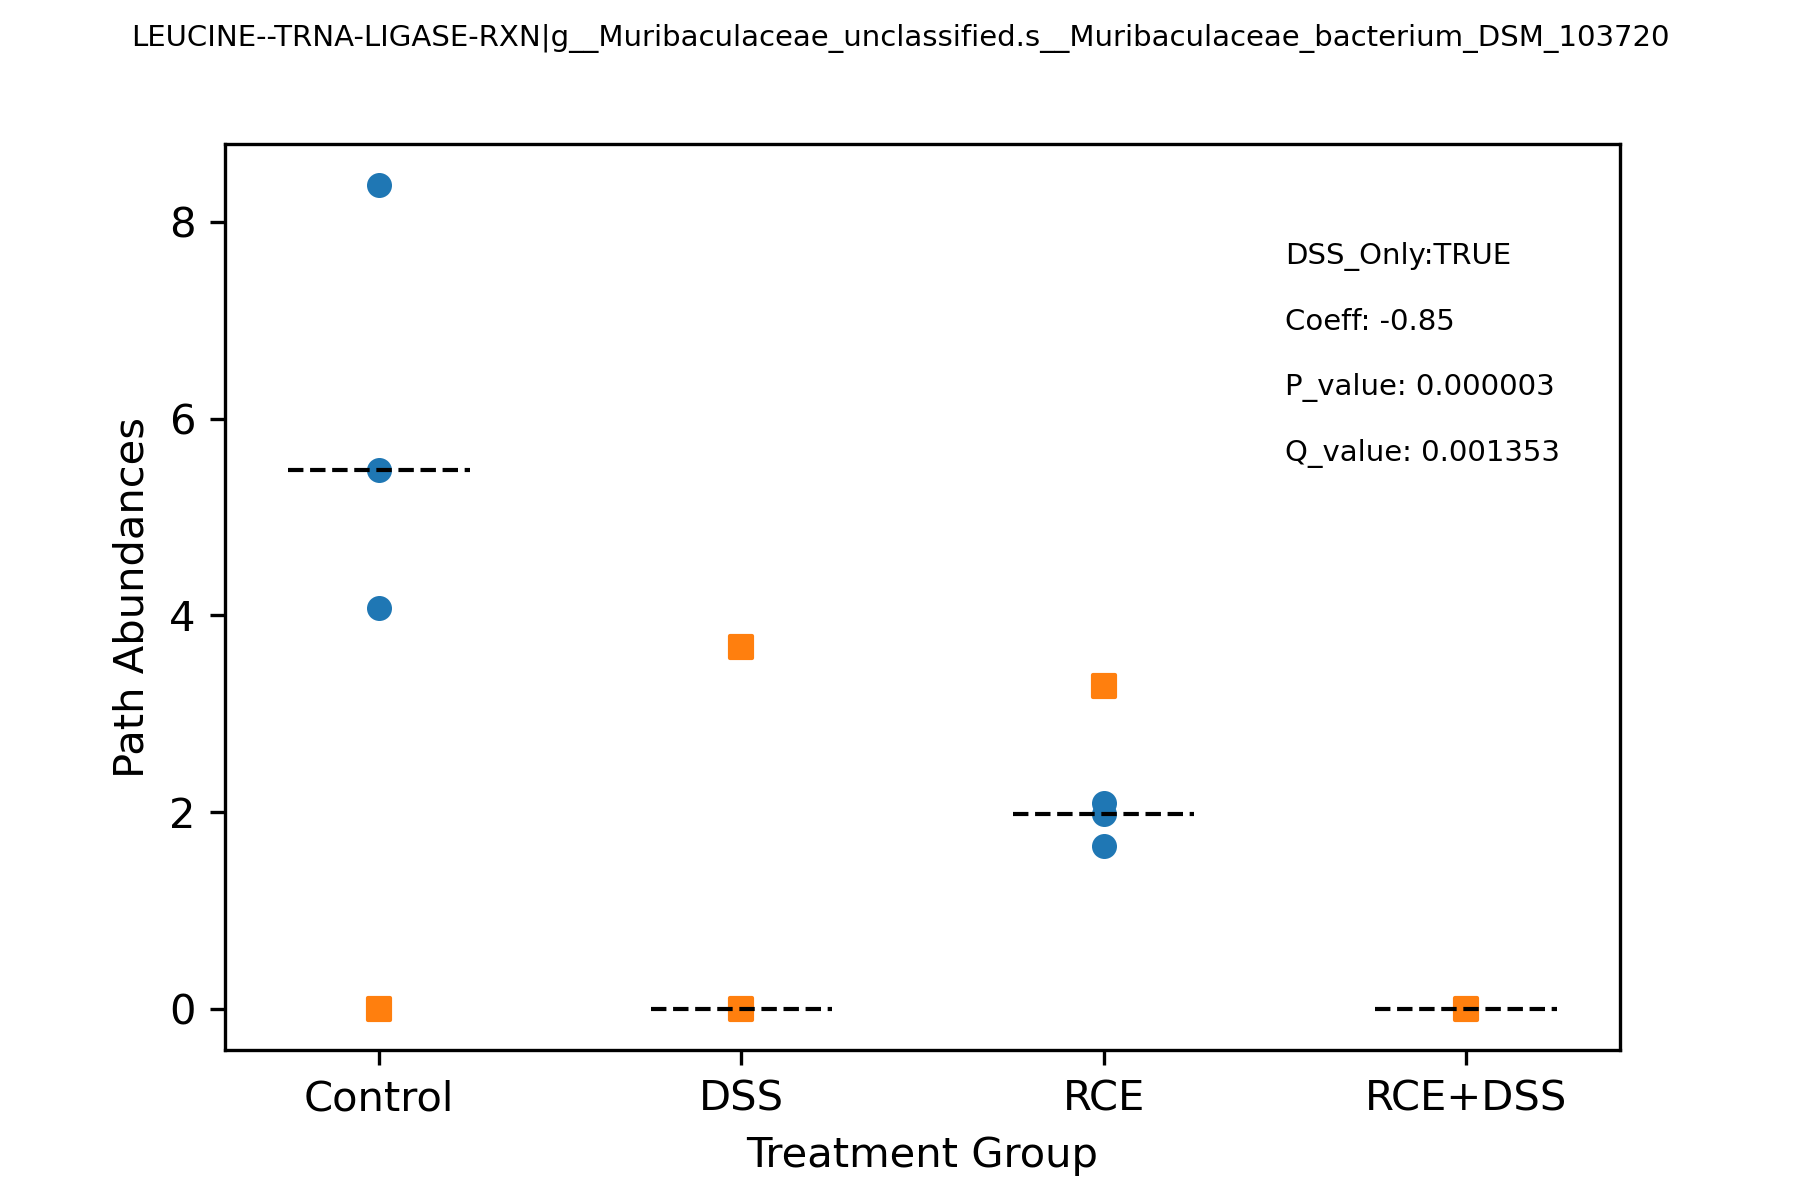 LEUCINE--TRNA-LIGASE-RXN|g__Muribaculaceae_unclassified.s__Muribaculaceae_bacterium_DSM_103720
8
6
4
2
0
Path Abundances
DSS_Only:TRUE
Coeff: -0.85
P_value: 0.000003
Q_value: 0.001353
Control
DSS
RCE
RCE+DSS
Treatment Group